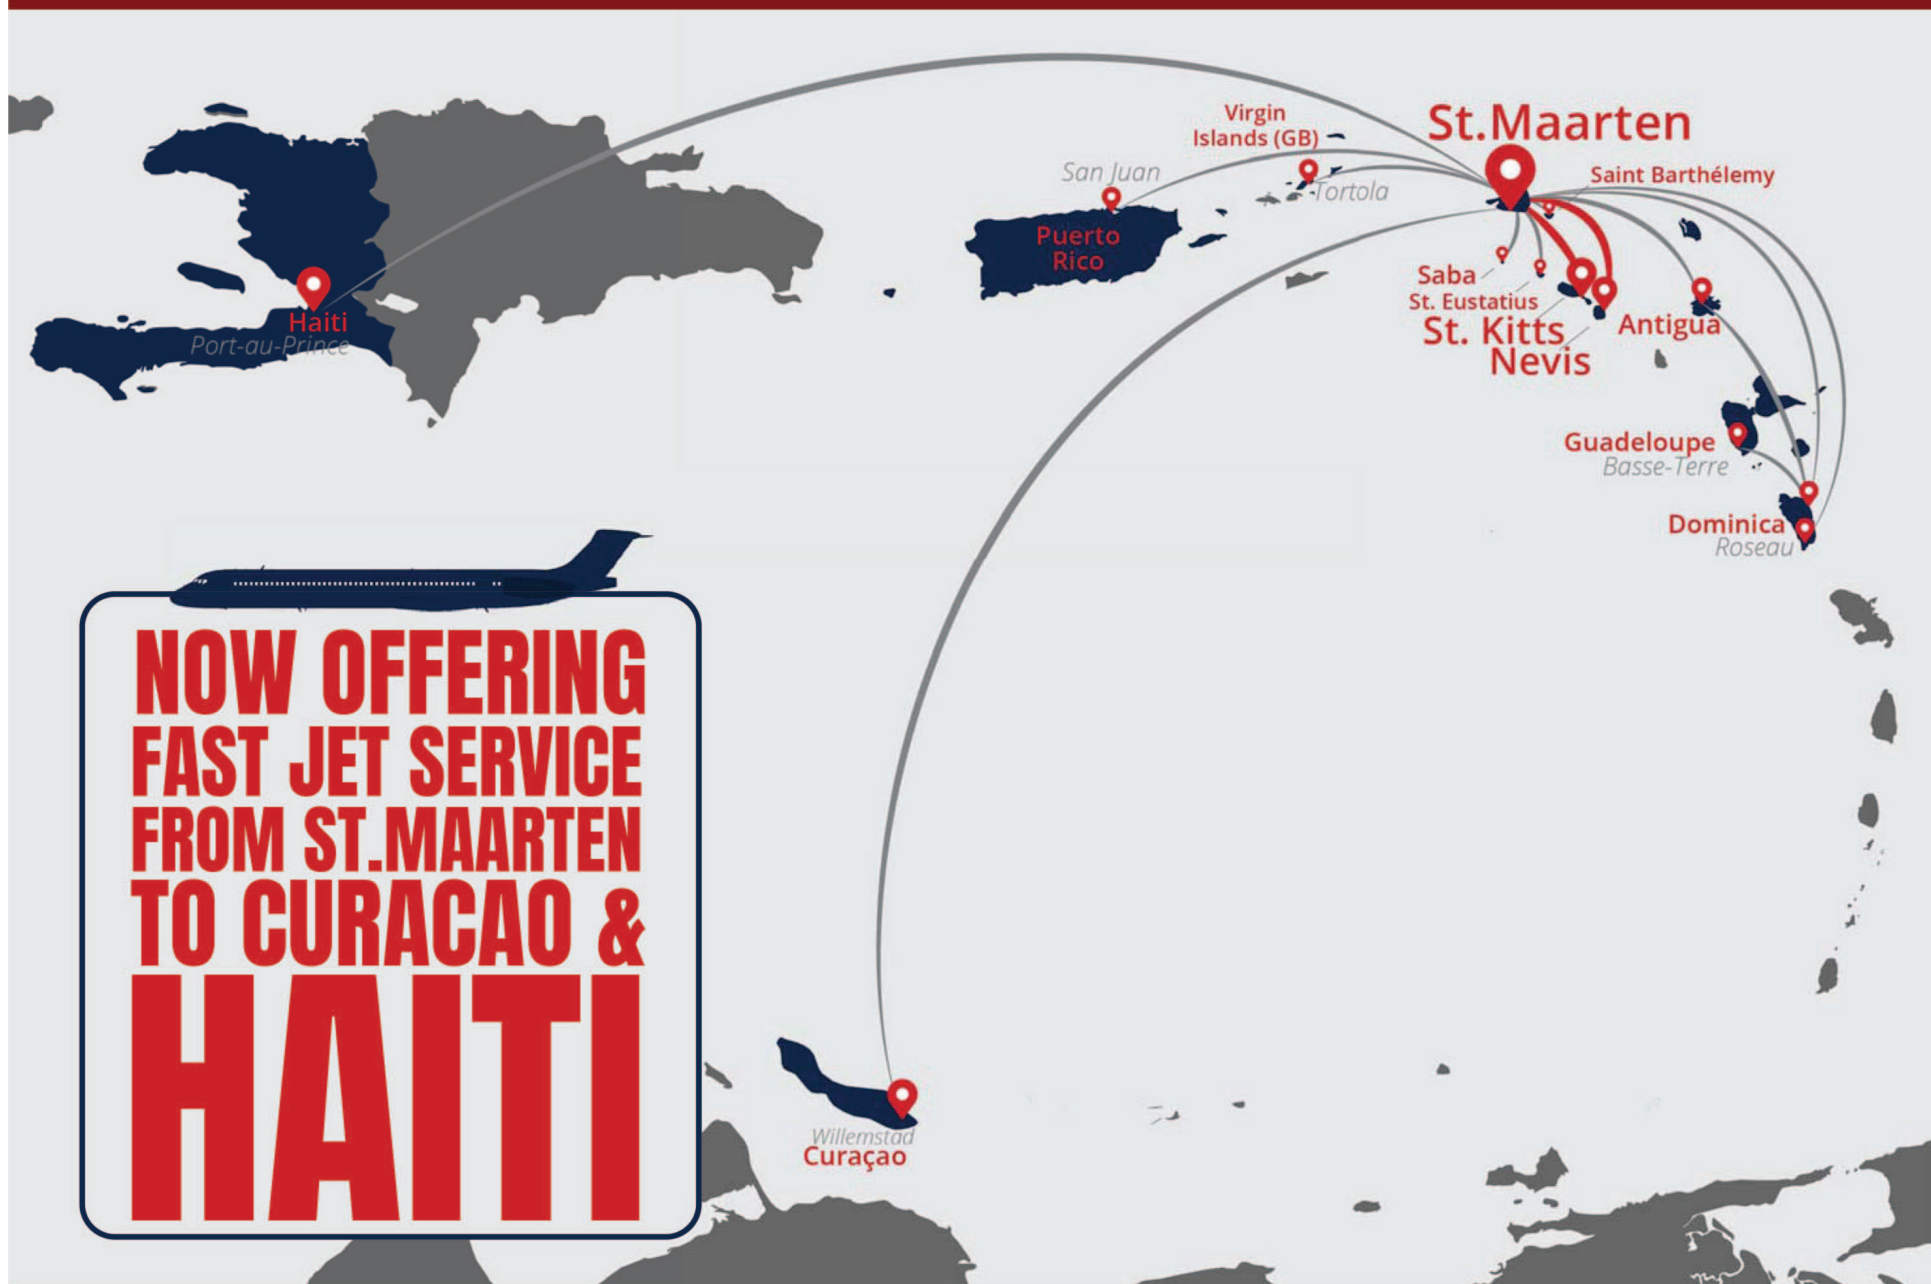 St.Maarten
Virgin
Islands (GB)
San Juan
Tortola
Saint Barthélemy
Puerto
Rico
Saba
St. Eustatius
St. Kitts
Nevis
Antigua
Haiti
Port-au-Prince
Guadeloupe
Basse-Terre
Dominica
Roseau
NOW OFFERING
FAST JET SERVICE
FROM ST.MAARTEN
TO CURACAO &
HAITI
Willemstad
Curaçao